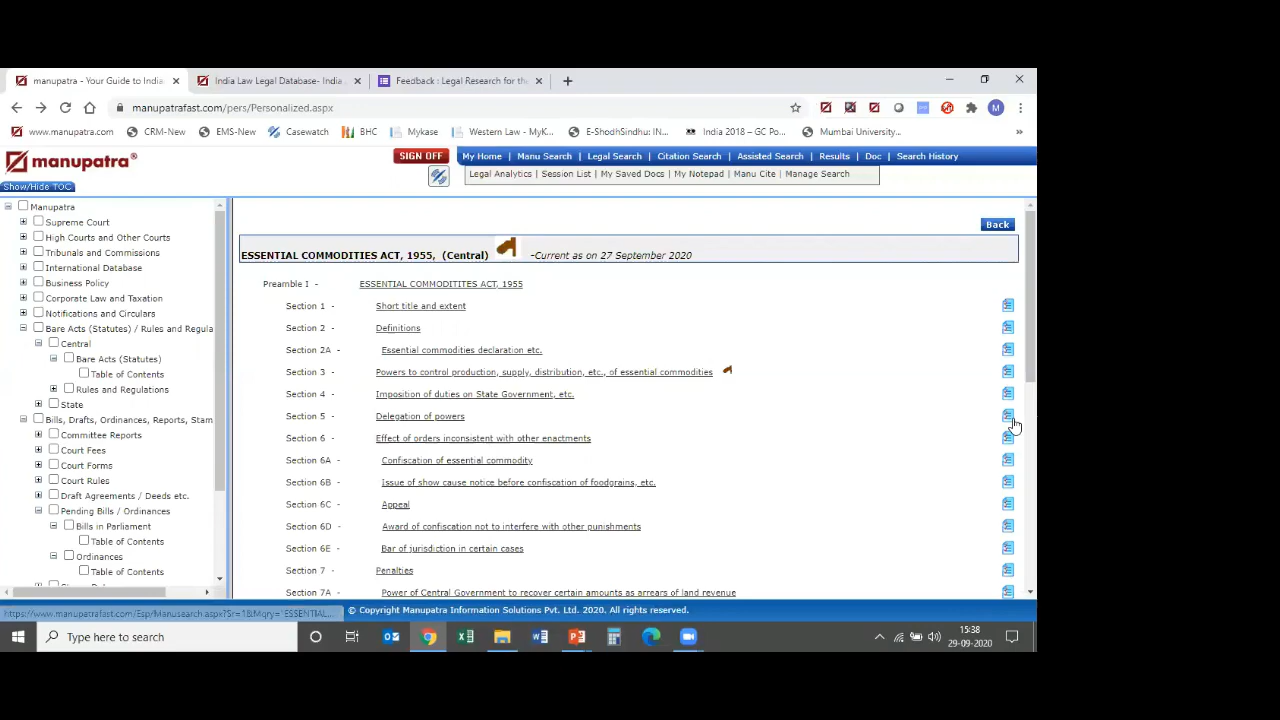 manupatra - Your Guide to India
India Law Legal Database- India
Feedback : Legal Research for the
manupatrafast.com/pers/Personalized.aspx
www.manupatra.com
CRM-New
EMS-New
Casewatch
BHC
Mykase
Western Law - MyK...
E-ShodhSindhu: IN...
India 2018 – GC Po...
Mumbai University...
»
manupatra®
SIGN OFF
My Home | Manu Search | Legal Search | Citation Search | Assisted Search | Results | Doc | Search History
Legal Analytics | Session List | My Saved Docs | My Notepad | Manu Cite | Manage Search
Show/Hide TOC
Manupatra
Supreme Court
High Courts and Other Courts
Tribunals and Commissions
International Database
Business Policy
Corporate Law and Taxation
Notifications and Circulars
Bare Acts (Statutes) / Rules and Regula
Central
Bare Acts (Statutes)
Table of Contents
Rules and Regulations
State
Bills, Drafts, Ordinances, Reports, Stam
Committee Reports
Court Fees
Court Forms
Court Rules
Draft Agreements / Deeds etc.
Pending Bills / Ordinances
Bills in Parliament
Table of Contents
Ordinances
Table of Contents
Back
ESSENTIAL COMMODITIES ACT, 1955, (Central) -Current as on 27 September 2020
Preamble I - ESSENTIAL COMMODITITES ACT, 1955
Section 1 - Short title and extent
Section 2 - Definitions
Section 2A - Essential commodities declaration etc.
Section 3 - Powers to control production, supply, distribution, etc., of essential commodities
Section 4 - Imposition of duties on State Government, etc.
Section 5 - Delegation of powers
Section 6 - Effect of orders inconsistent with other enactments
Section 6A - Confiscation of essential commodity
Section 6B - Issue of show cause notice before confiscation of foodgrains, etc.
Section 6C - Appeal
Section 6D - Award of confiscation not to interfere with other punishments
Section 6E - Bar of jurisdiction in certain cases
Section 7 - Penalties
Section 7A - Power of Central Government to recover certain amounts as arrears of land revenue
https://www.manupatrafast.com/Esp/Manusearch.aspx?Sr=1&Mqry='ESSENTIAL...
© Copyright Manupatra Information Solutions Pvt. Ltd. 2020. All rights reserved.
Type here to search
15:38
29-09-2020